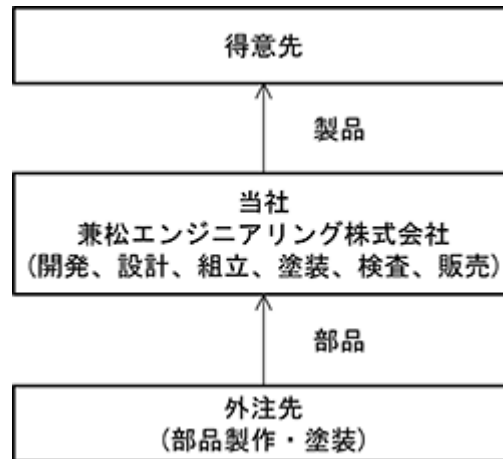 得意先
製品
当社
兼松エンジニアリング株式会社
(開発、設計、組立、塗装、検査、販売)
部品
外注先
(部品製作・塗装)